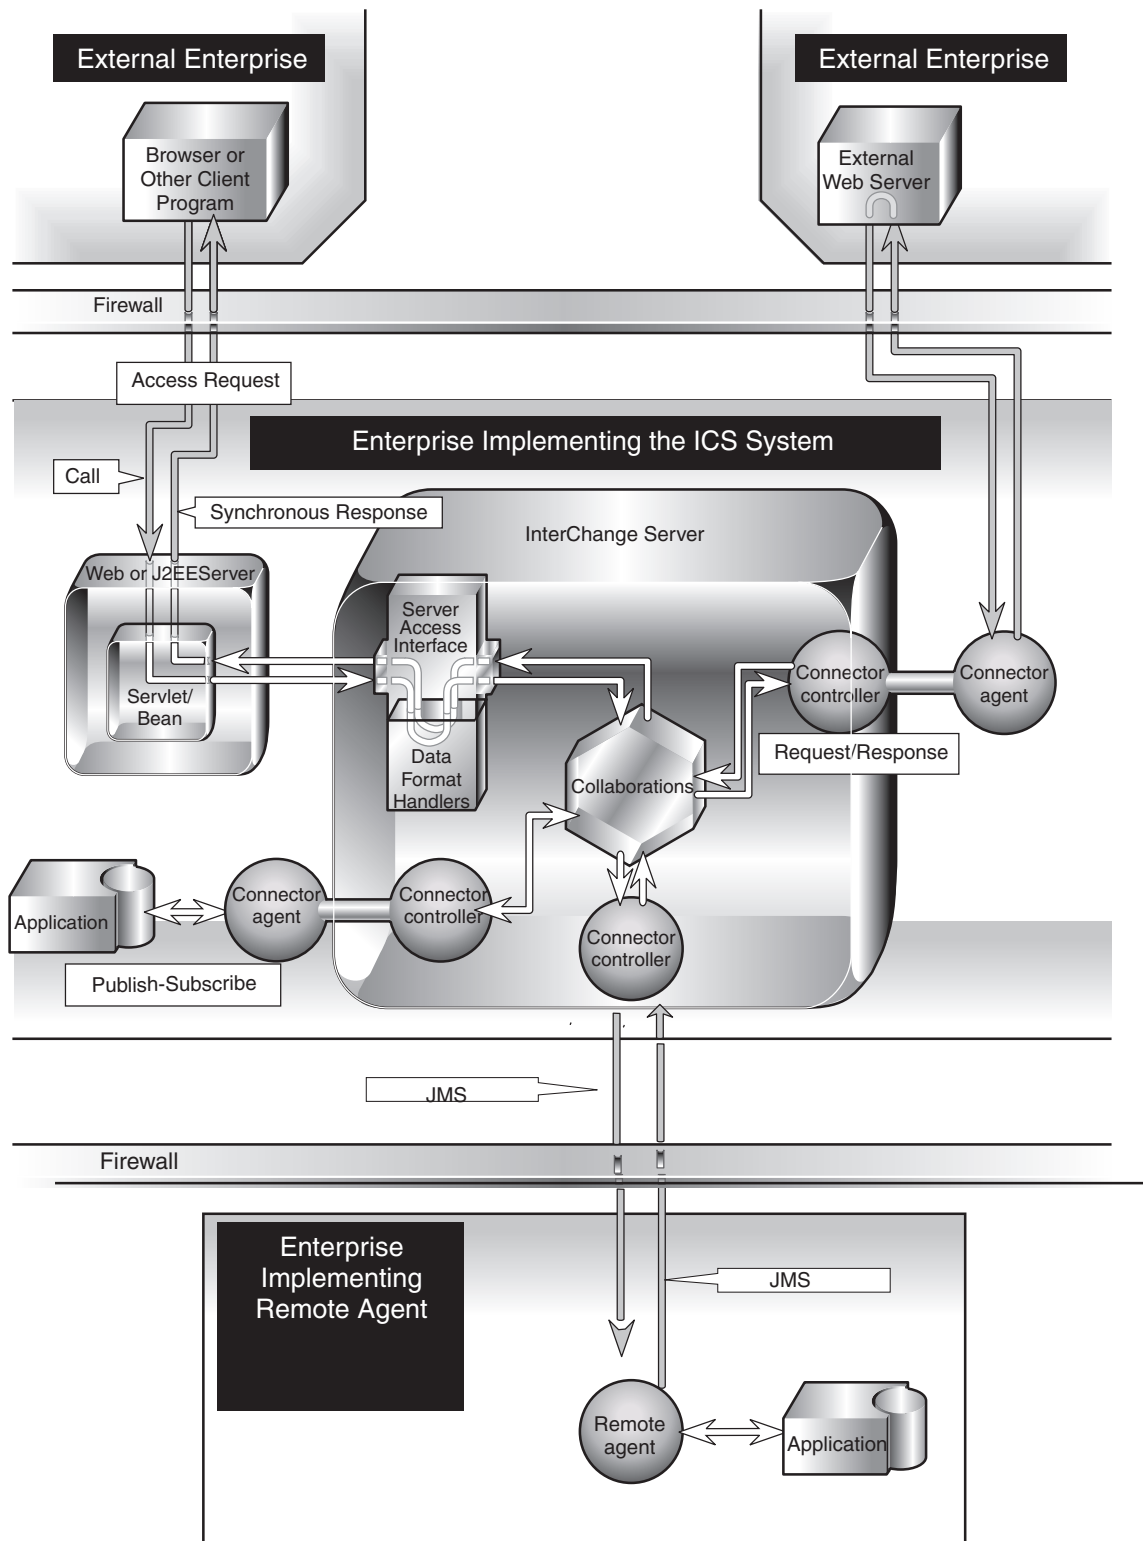 External Enterprise
External Enterprise
Browser or
Other Client
Program
External
Web Server
Firewall
Access Request
Enterprise Implementing the ICS System
Call
Synchronous Response
InterChange Server
Web or J2EEServer
Server
Access
Interface
Servlet/
Bean
Connector
controller
Connector
agent
Request/Response
Data
Format
Handlers
Collaborations
Application
Connector
agent
Connector
controller
Connector
controller
Publish-Subscribe
JMS
Firewall
Enterprise
Implementing
Remote Agent
JMS
Remote
agent
Application